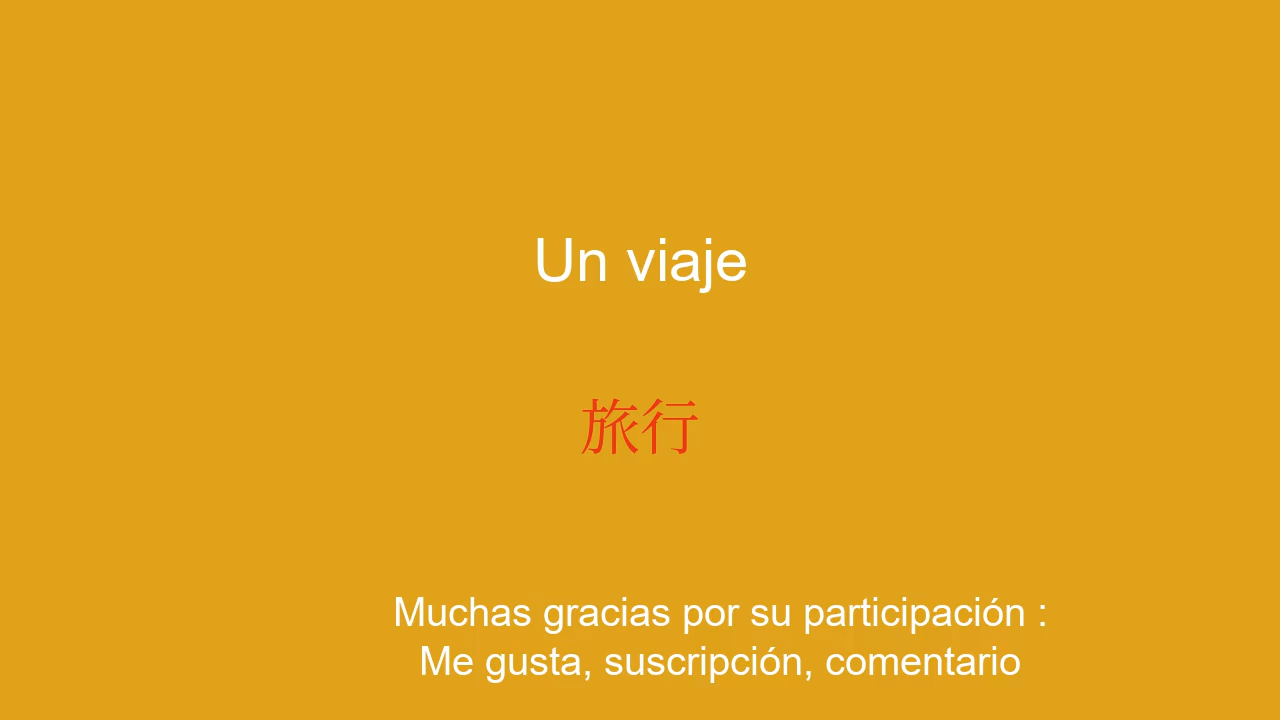 Un viaje
旅行
Muchas gracias por su participación :
Me gusta, suscripción, comentario